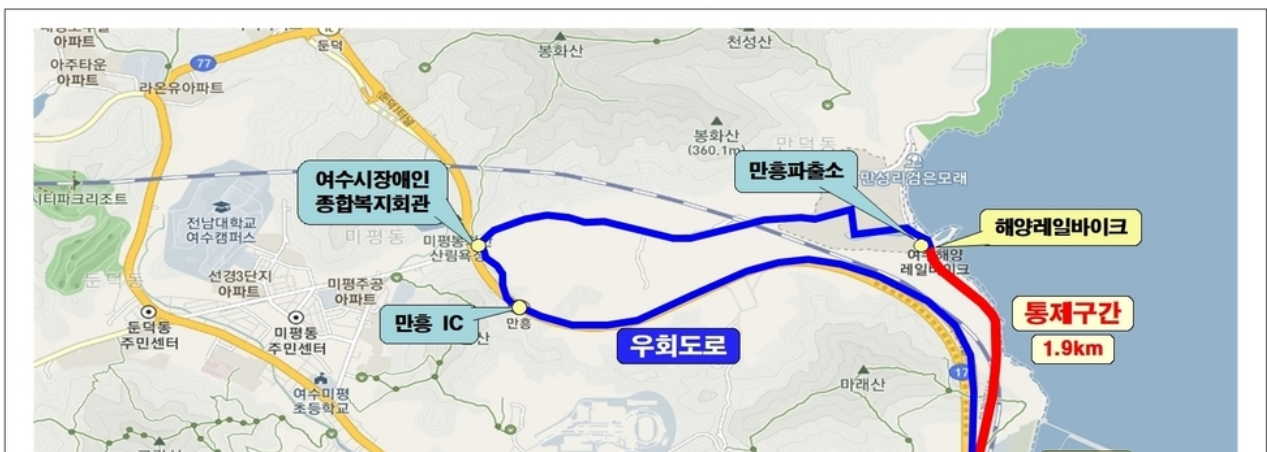 아파트
아주타운
아파트
77
라온유아파트
둔덕
봉화산
천성산
둔덕터널
봉화산
(360.1m)
만덕동
만흥파출소
만성리검은모래
여수시장애인
종합복지회관
해양레일바이크
시티파크리조트
전남대학교
여수캠퍼스
미평동
산림욕장
여수해양
레일바이크
둔덕동
선경3단지
아파트
미평주공
아파트
통제구간
1.9km
만흥 IC
만흥
둔덕동
주민센터
미평동
주민센터
우회도로
17
마래산
여수미평
초등학교